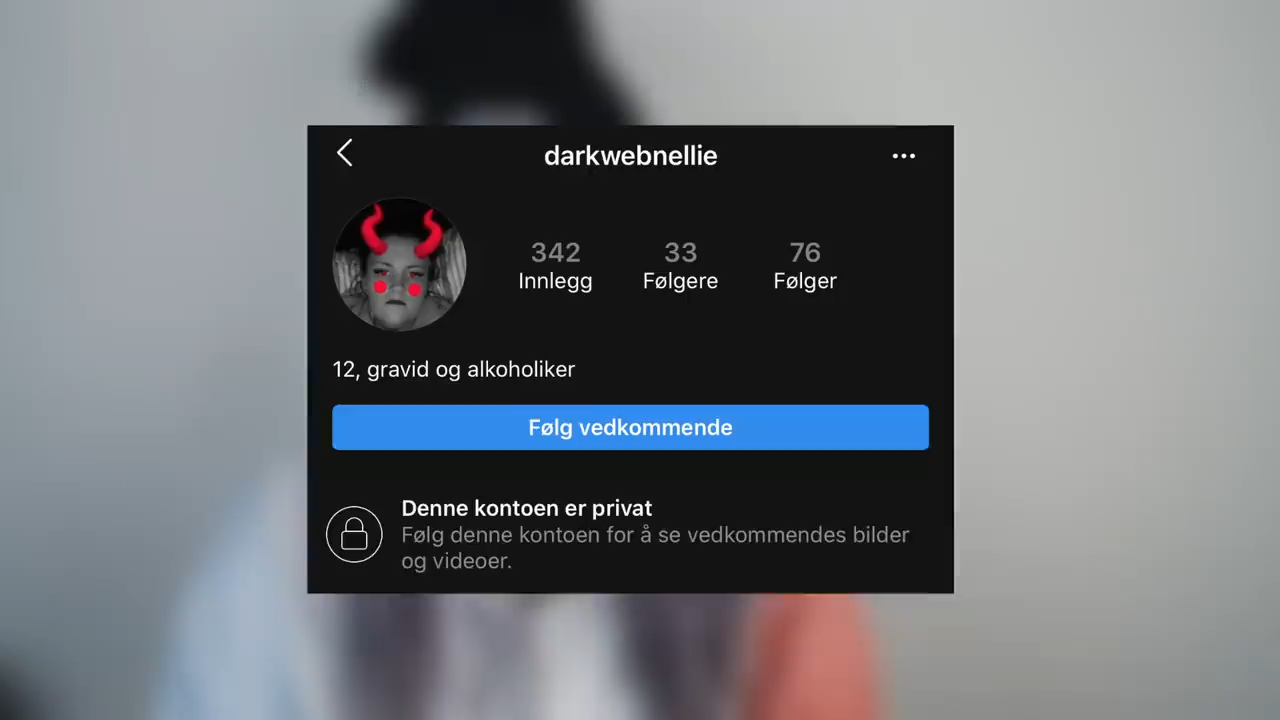 darkwebnellie
342 33 76
Innlegg Følgere Følger
12, gravid og alkoholiker
Følg vedkommende
Denne kontoen er privat
Følg denne kontoen for å se vedkommendes bilder
og videoer.